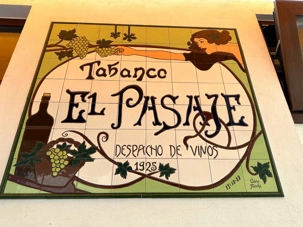 Tabanco
EL PASAJE
DESPACHO DE VINOS
1925